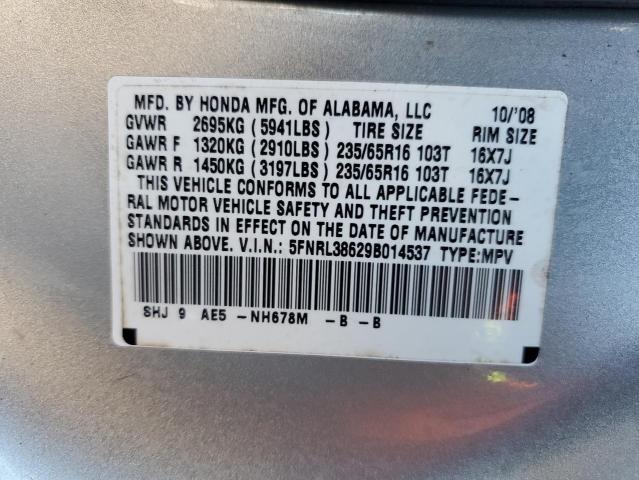 MFD. BY HONDA MFG. OF ALABAMA, LLC 10/'08
GVWR 2695KG (5941LBS) TIRE SIZE RIM SIZE
GAWR F 1320KG (2910LBS) 235/65R16 103T 16X7J
GAWR R 1450KG (3197LBS) 235/65R16 103T 16X7J
THIS VEHICLE CONFORMS TO ALL APPLICABLE FEDE-
RAL MOTOR VEHICLE SAFETY AND THEFT PREVENTION
STANDARDS IN EFFECT ON THE DATE OF MANUFACTURE
SHOWN ABOVE. V.I.N.: 5FNRL38629B014537 TYPE:MPV
SHJ 9 AE5 -NH678M -B -B